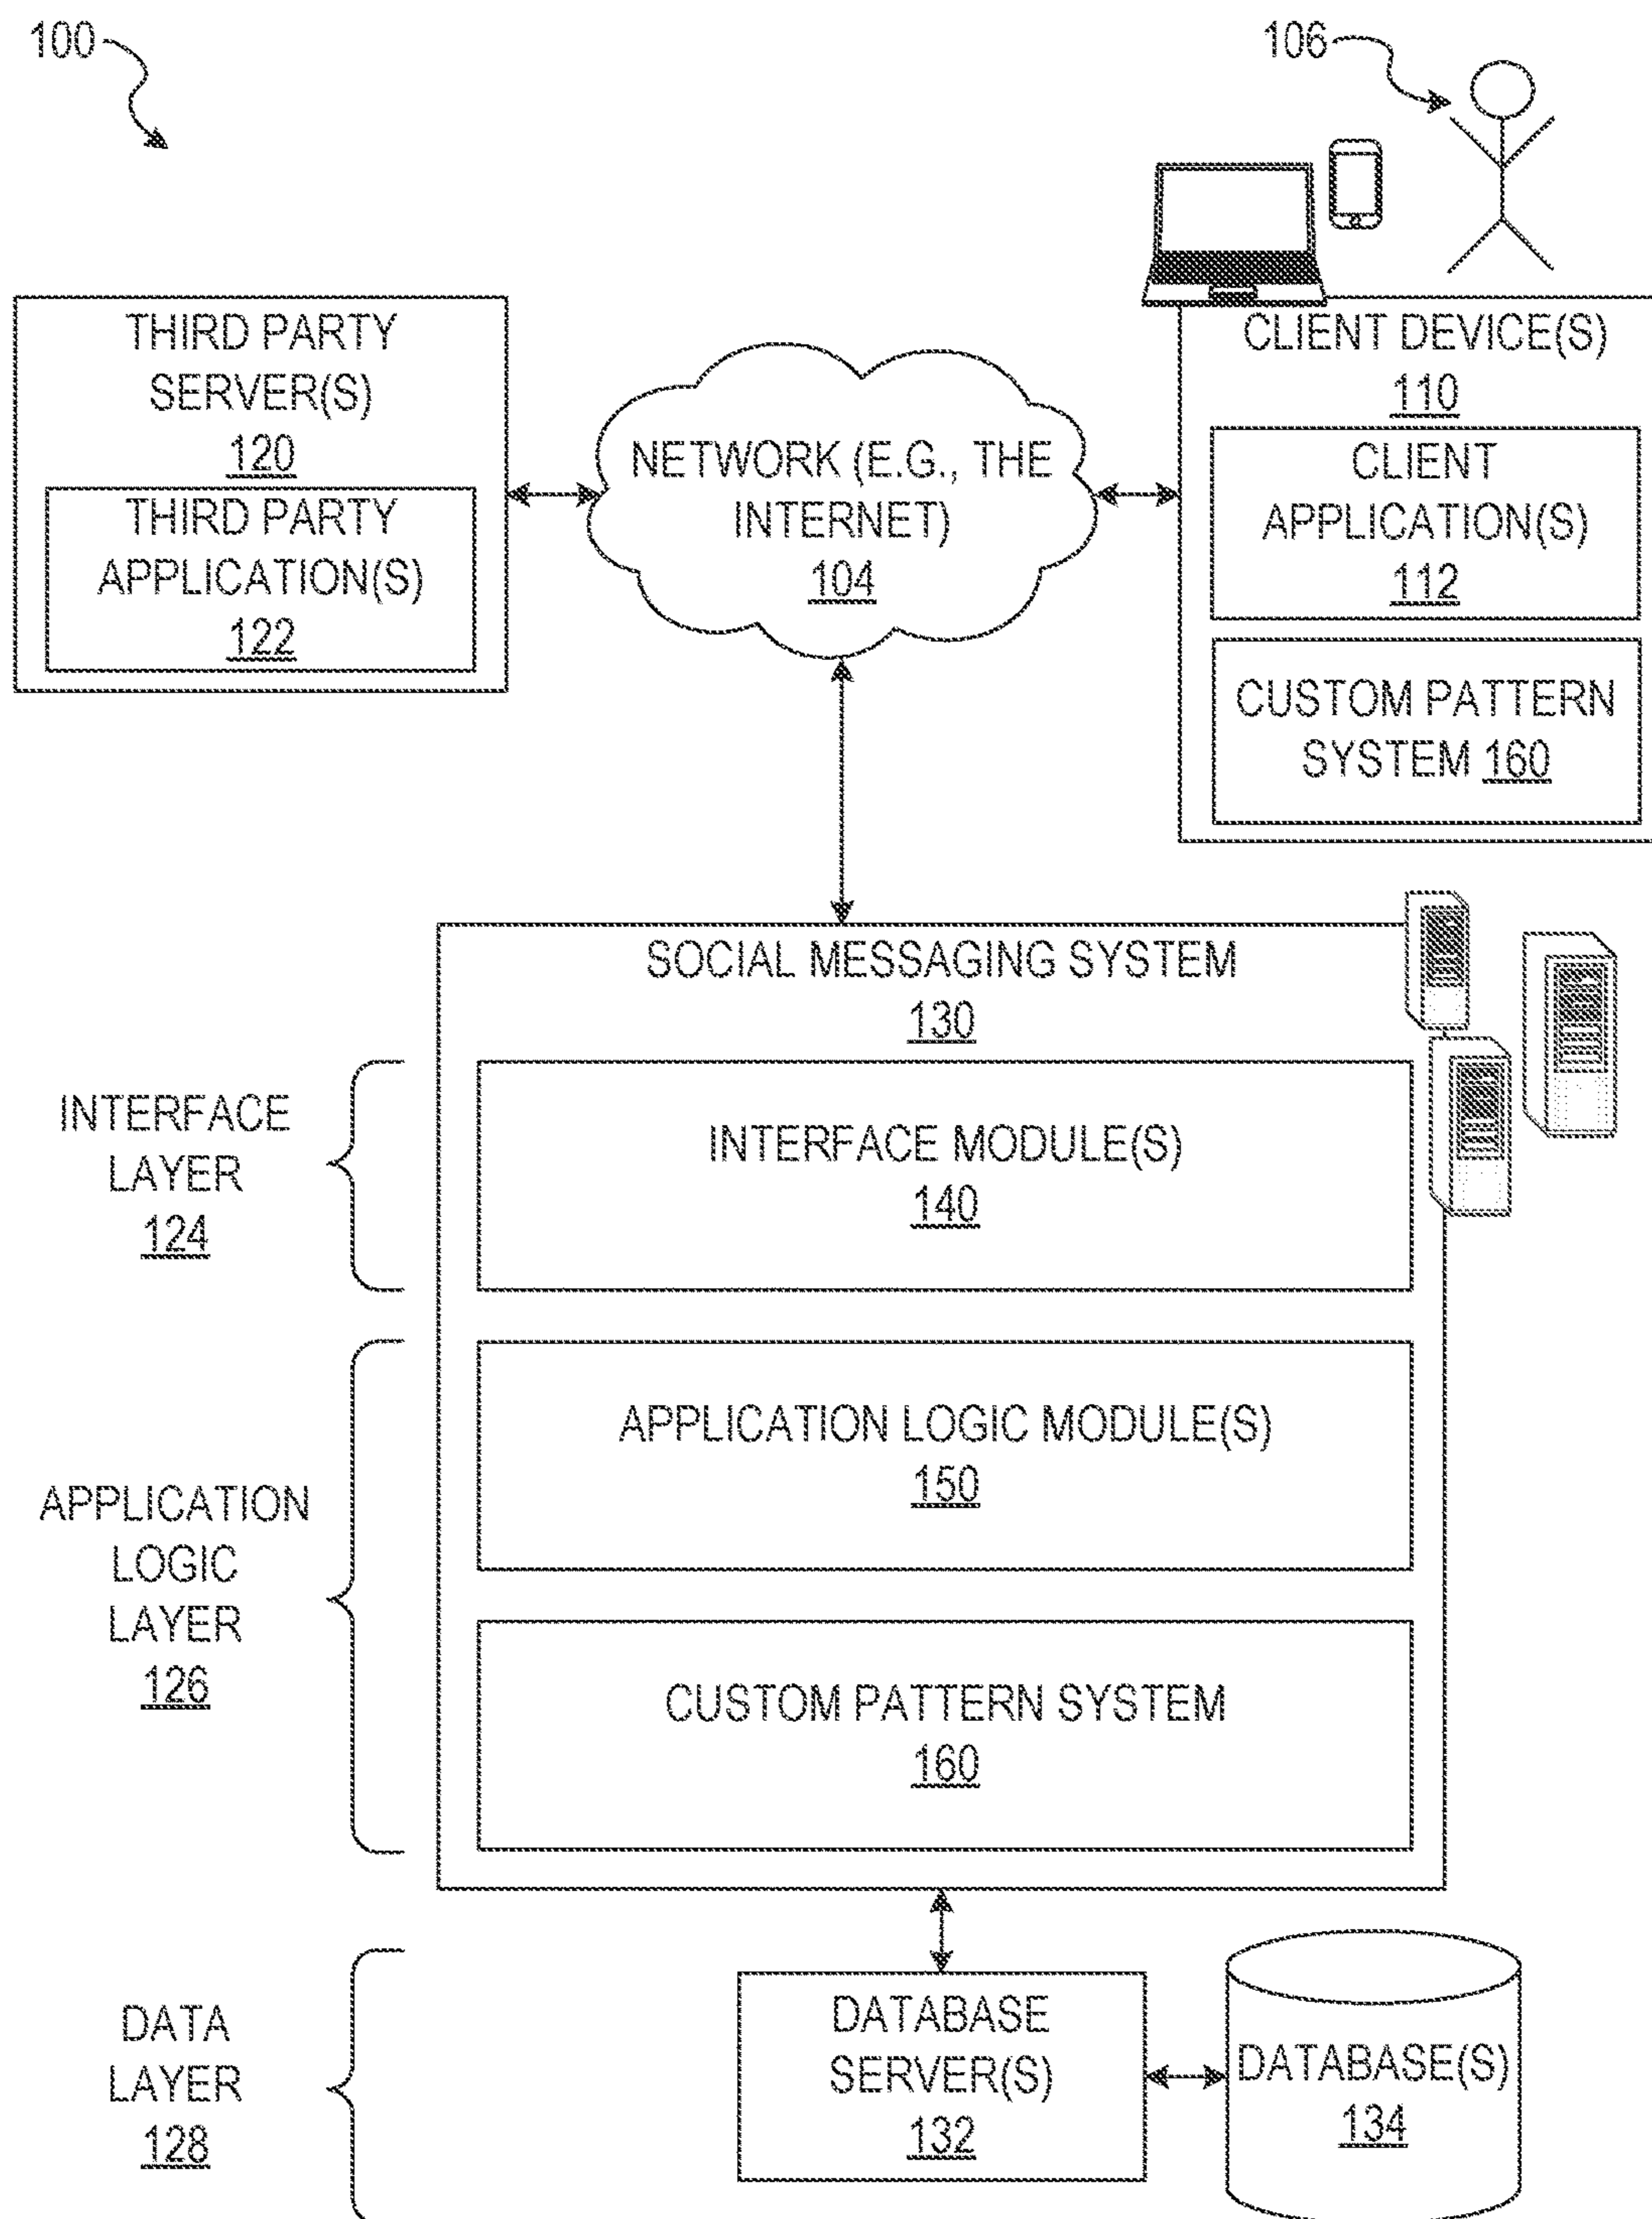 100
106
THIRD PARTY
SERVER(S)
120
THIRD PARTY
APPLICATION(S)
122
NETWORK (E.G., THE
INTERNET)
104
CLIENT DEVICE(S)
110
CLIENT
APPLICATION(S)
112
CUSTOM PATTERN
SYSTEM 160
SOCIAL MESSAGING SYSTEM
130
INTERFACE
LAYER
124
INTERFACE MODULE(S)
140
APPLICATION
LOGIC
LAYER
126
APPLICATION LOGIC MODULE(S)
150
CUSTOM PATTERN SYSTEM
160
DATA
LAYER
128
DATABASE
SERVER(S)
132
DATABASE(S)
134